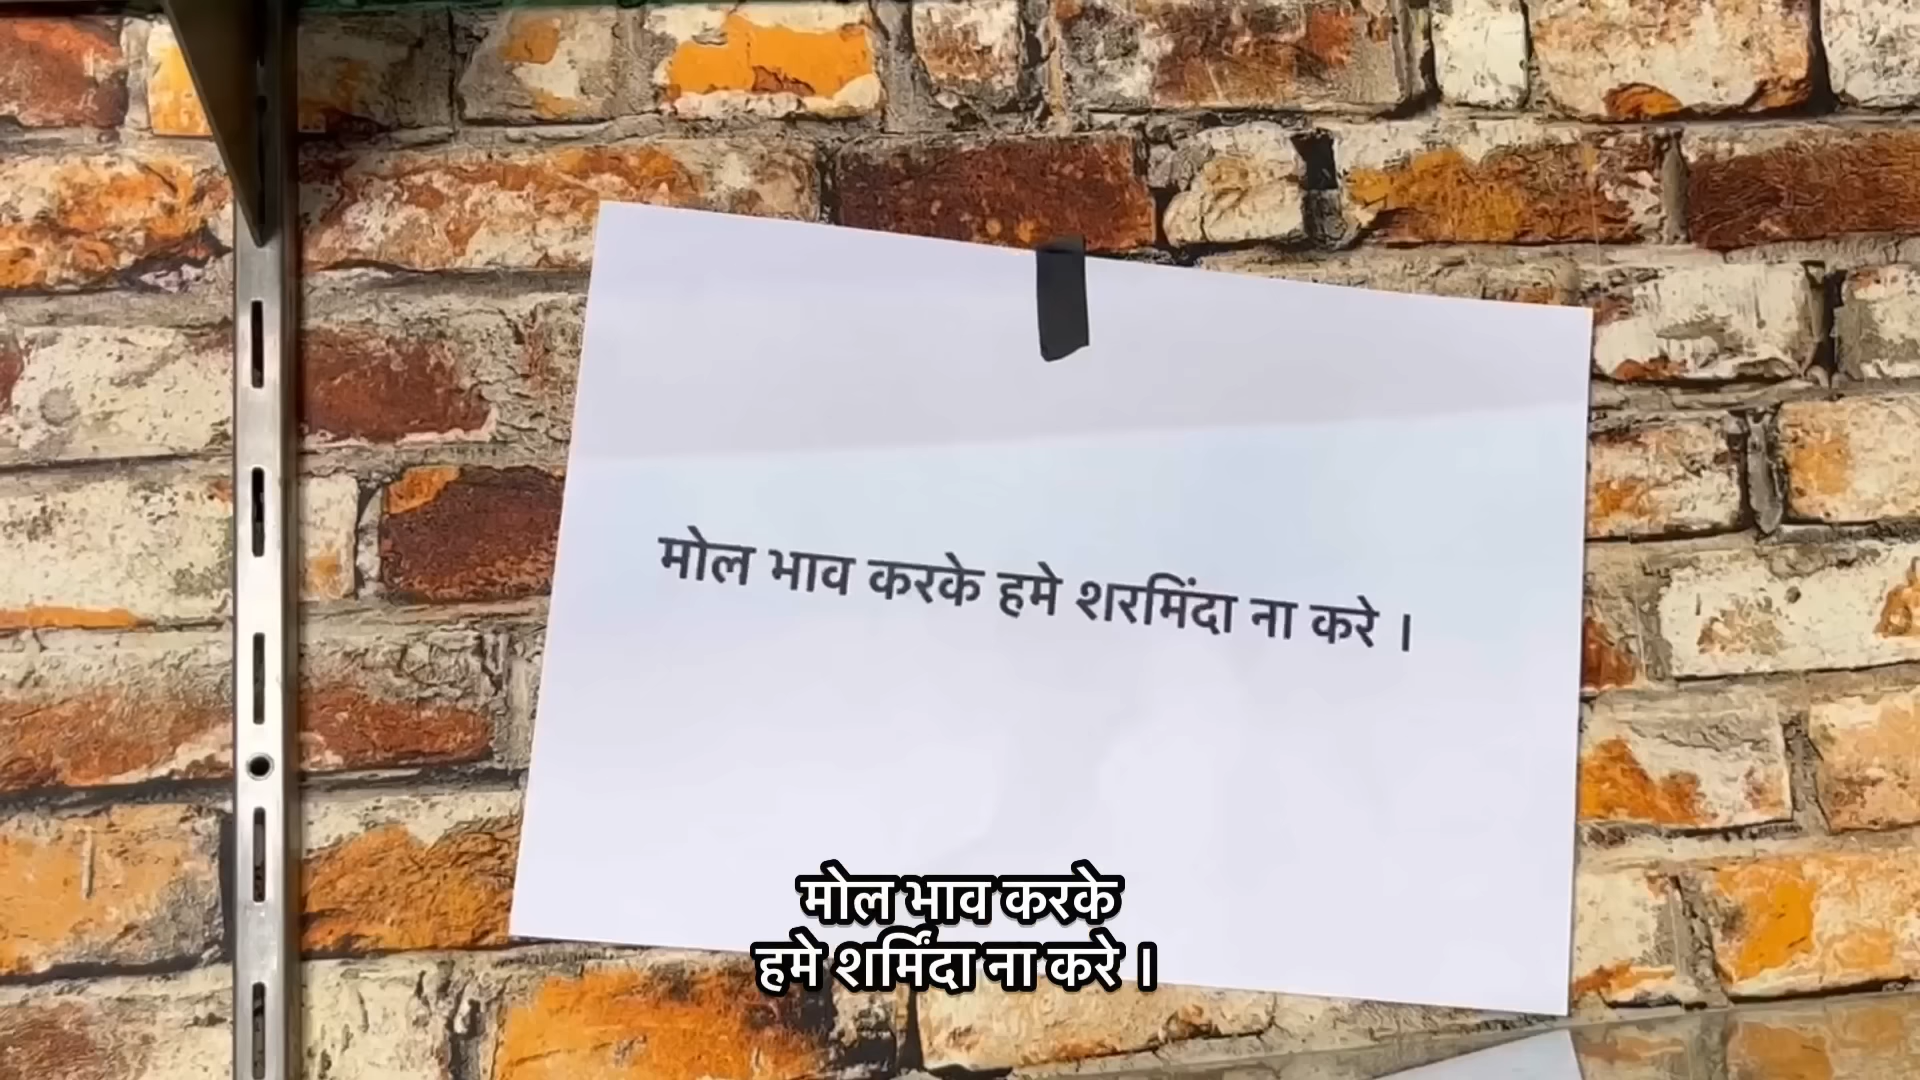 मोल भाव करके हमे शरमिंदा ना करे ।
मोल भाव करके
हमे शर्मिंदा ना करे ।